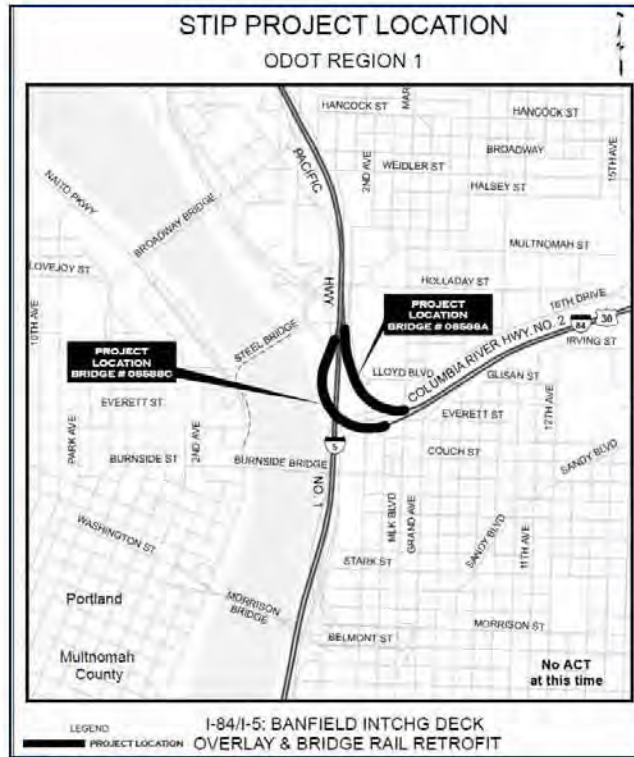 STIP PROJECT LOCATION
ODOT REGION 1
HANCOCK ST
MAR
HANCOCK ST
PACIFIC
2ND AVE
BROADWAY
15TH AVE
WEIDLER ST
HALSEY ST
NAITO PKWY
BROADWAY BRIDGE
MULTNOMAH ST
LOVEJOY ST
HWY
HOLLADAY ST
16TH DRIVE
10TH AVE
PROJECT
LOCATION
BRIDGE # 08588A
84
30
STEEL BRIDGE
COLUMBIA RIVER HWY. NO. 2
IRVING ST
PROJECT
LOCATION
BRIDGE # 08588C
LLOYD BLVD
GLISAN ST
EVERETT ST
EVERETT ST
12TH AVE
PARK AVE
2ND AVE
BURNSIDE ST
BURNSIDE BRIDGE
5
COUCH ST
SANDY BLVD
NO. 1
MLK BLVD
GRAND AVE
WASHINGTON ST
SANDY BLVD
11TH AVE
STARK ST
Portland
MORRISON
BRIDGE
MORRISON ST
BELMONT ST
Multnomah
County
No ACT
at this time
LEGEND
PROJECT LOCATION
I-84/I-5: BANFIELD INTCHG DECK
OVERLAY & BRIDGE RAIL RETROFIT